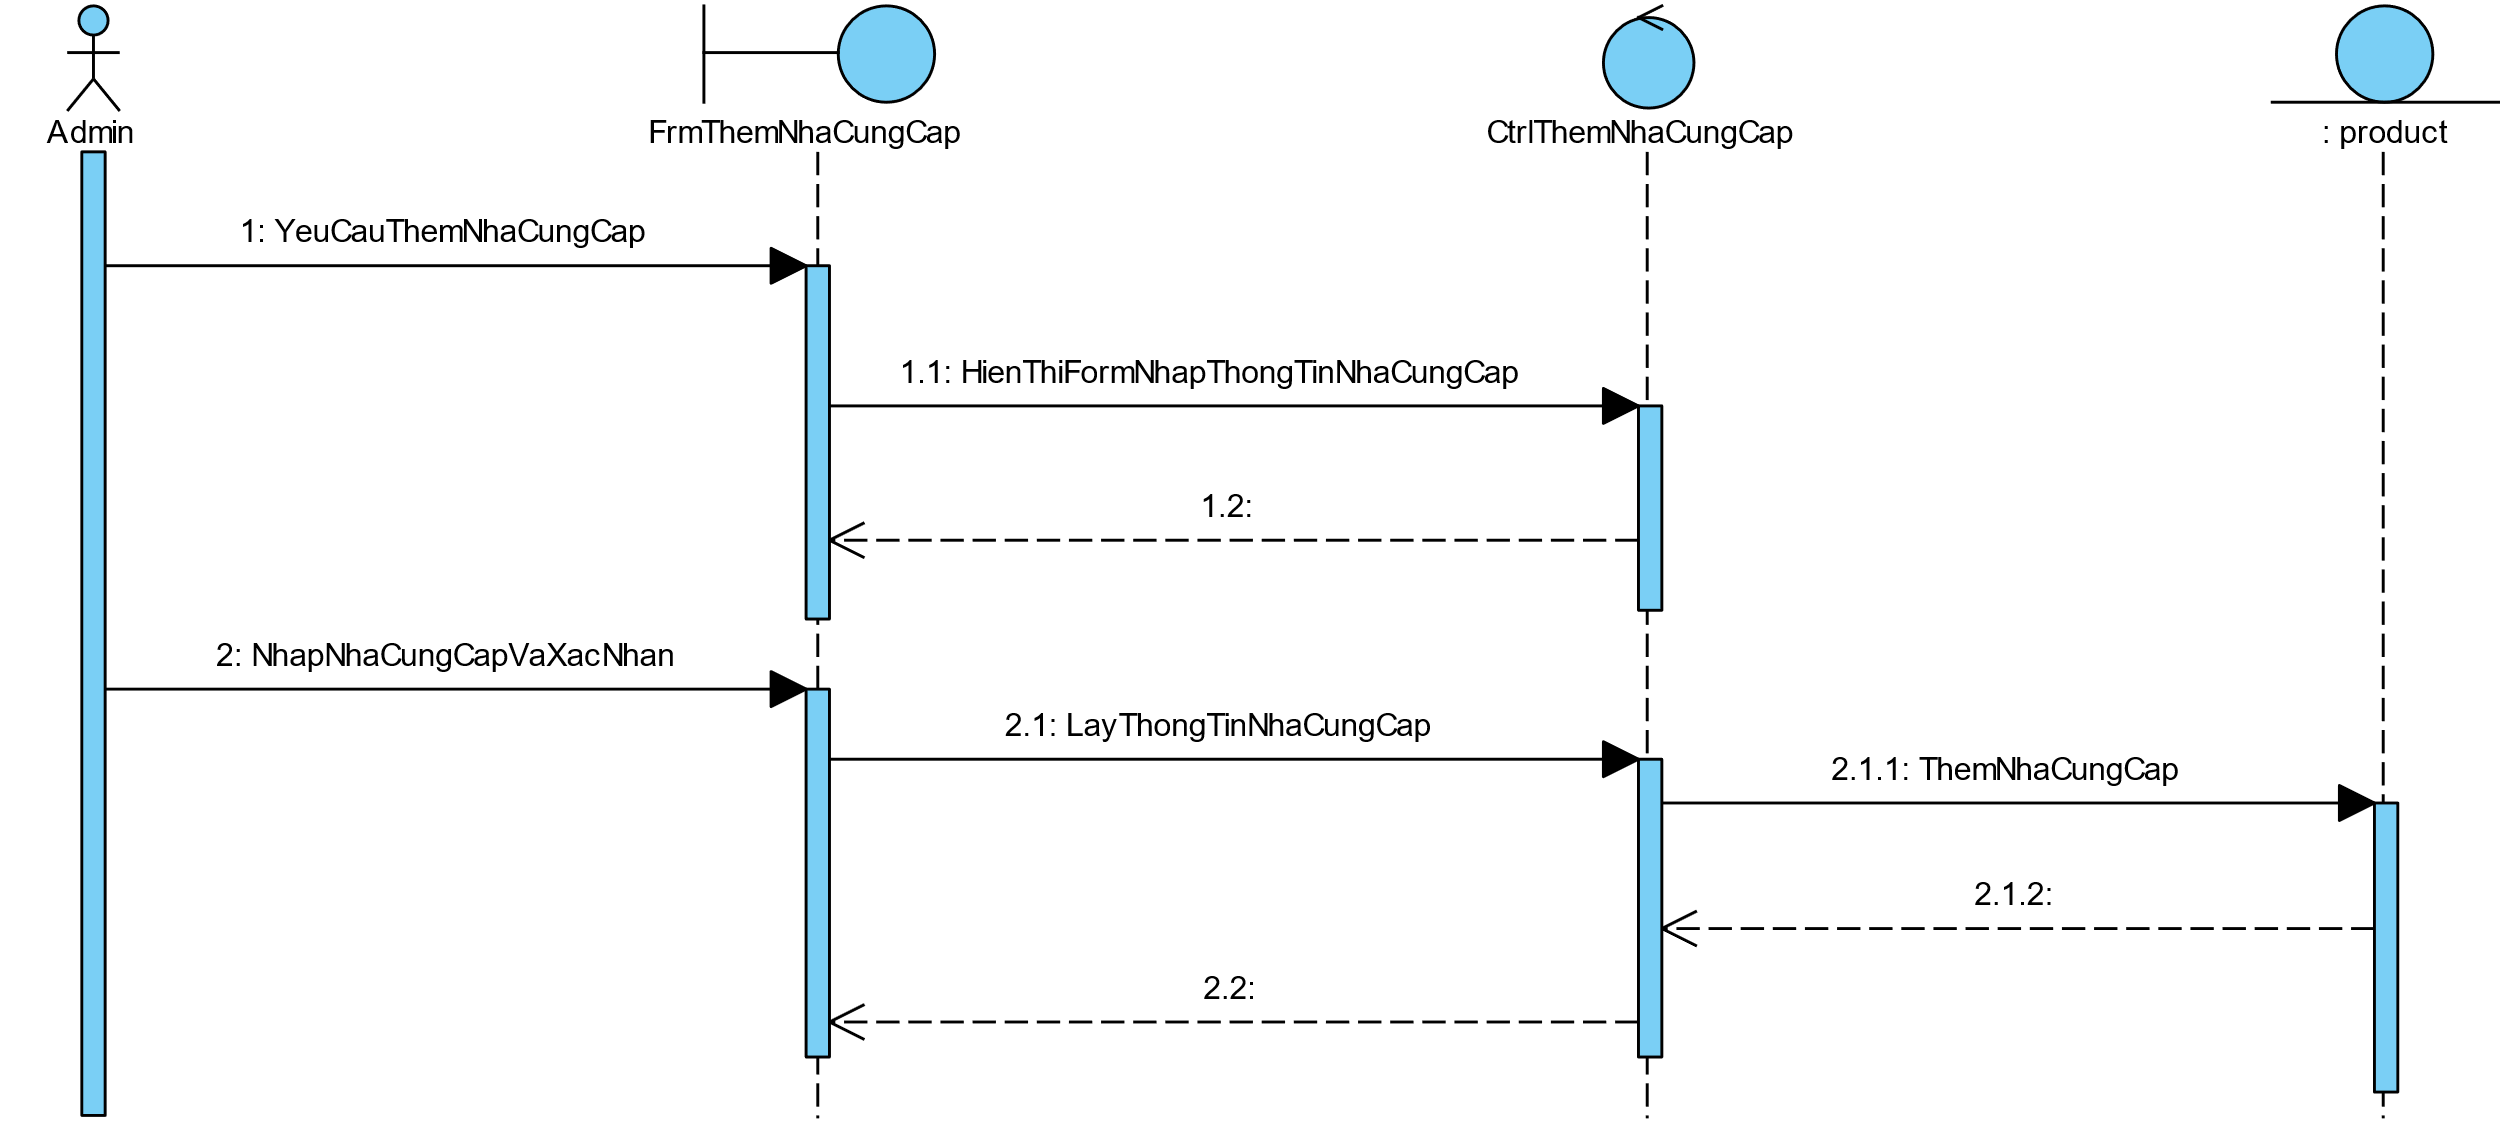 Admin
FrmThemNhaCungCap
CtrlThemNhaCungCap
: product
1: YeuCauThemNhaCungCap
1.1: HienThiFormNhapThongTinNhaCungCap
1.2:
2: NhapNhaCungCapVaXacNhan
2.1: LayThongTinNhaCungCap
2.1.1: ThemNhaCungCap
2.1.2:
2.2: